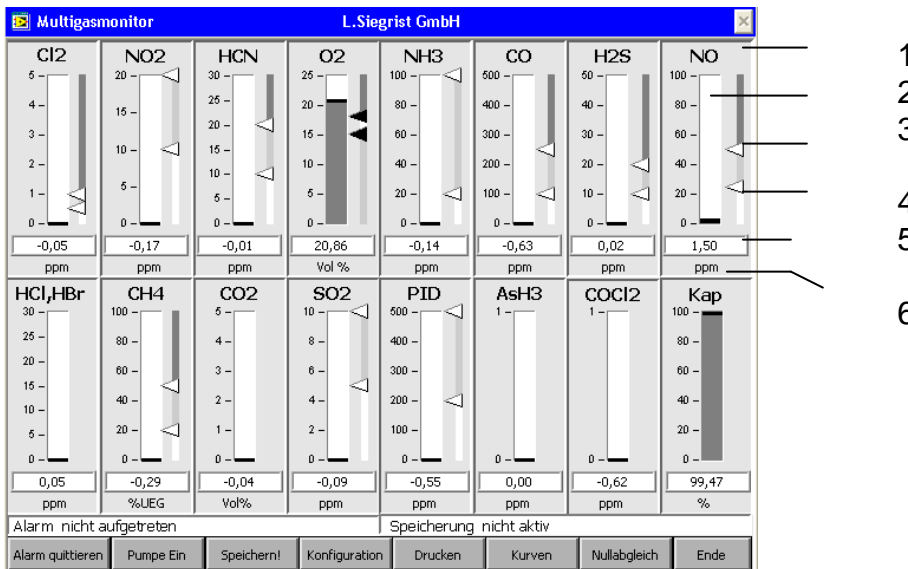 Multigasmonitor L.Siegrist GmbH
Cl2 NO2 HCN O2 NH3 CO H2S NO 1
5 20 30 25 100 500 50 100
2
4 15 25 20 80 400 40 80
3
3 10 20 15 60 300 30 60
2 5 15 10 40 200 20 40
4
1 0 10 5 20 100 10 20
0 5 0 0 0 0 0
0
5
-0,05 -0,17 -0,01 20,86 -0,14 -0,63 0,02 1,50
ppm ppm ppm Vol % ppm ppm ppm ppm
HCl,HBr CH4 CO2 SO2 PID AsH3 COCl2 Kap
6
30 100 5 10 500 1 1 100
25 80 4 8 400 0 0 80
20 60 3 6 300 60
15 40 2 4 200 40
10 20 1 2 100 20
5 0 0 0 0 0
0
0,05 -0,29 -0,04 -0,09 -0,55 0,00 -0,62 99,47
ppm %UEG Vol% ppm ppm ppm ppm %
Alarm nicht aufgetreten Speicherung nicht aktiv
Alarm quittieren Pumpe Ein Speichern! Konfiguration Drucken Kurven Nullabgleich Ende